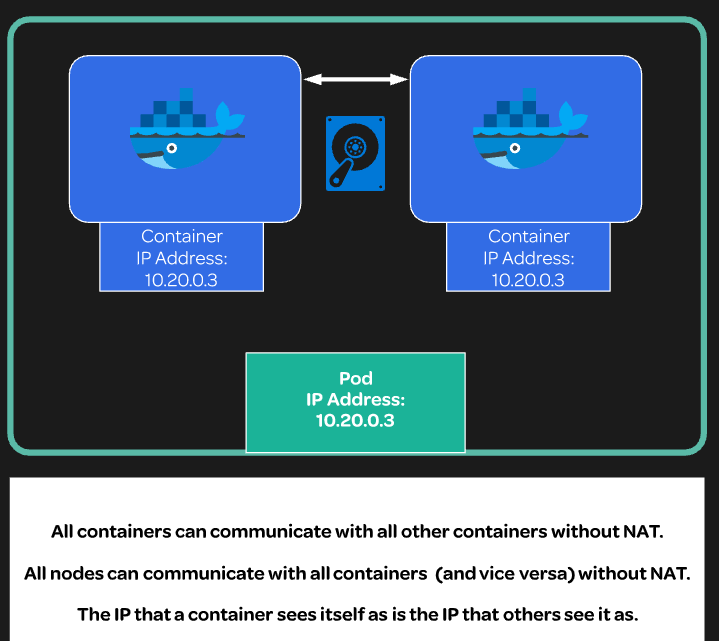 Container
IP Address:
10.20.0.3
Container
IP Address:
10.20.0.3
Pod
IP Address:
10.20.0.3
All containers can communicate with all other containers without NAT.
All nodes can communicate with all containers (and vice versa) without NAT.
The IP that a container sees itself as is the IP that others see it as.